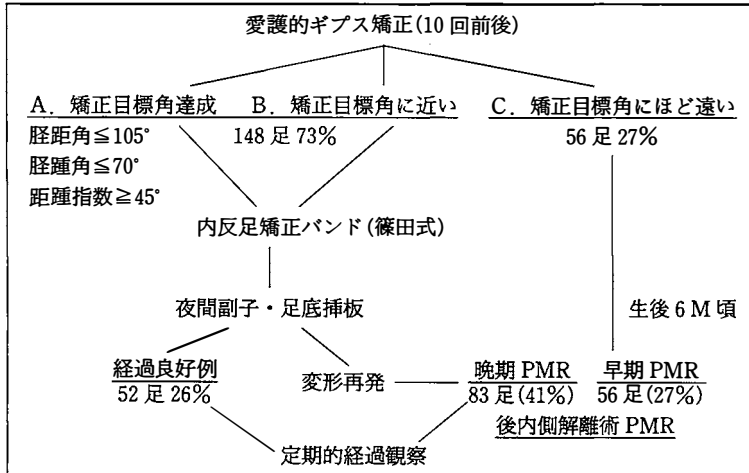 愛護的ギプス矯正(10回前後)
A．矯正目標角達成　B．矯正目標角に近い　C．矯正目標角にほど遠い
脛距角≦105°　148足 73%　56足 27%
脛踵角≦70°
距踵指数≧45°
内反足矯正バンド(篠田式)
夜間副子・足底挿板　生後6M頃
経過良好例　変形再発　晩期PMR　早期PMR
52足 26%　83足(41%)　56足(27%)
後内側解離術PMR
定期的経過観察